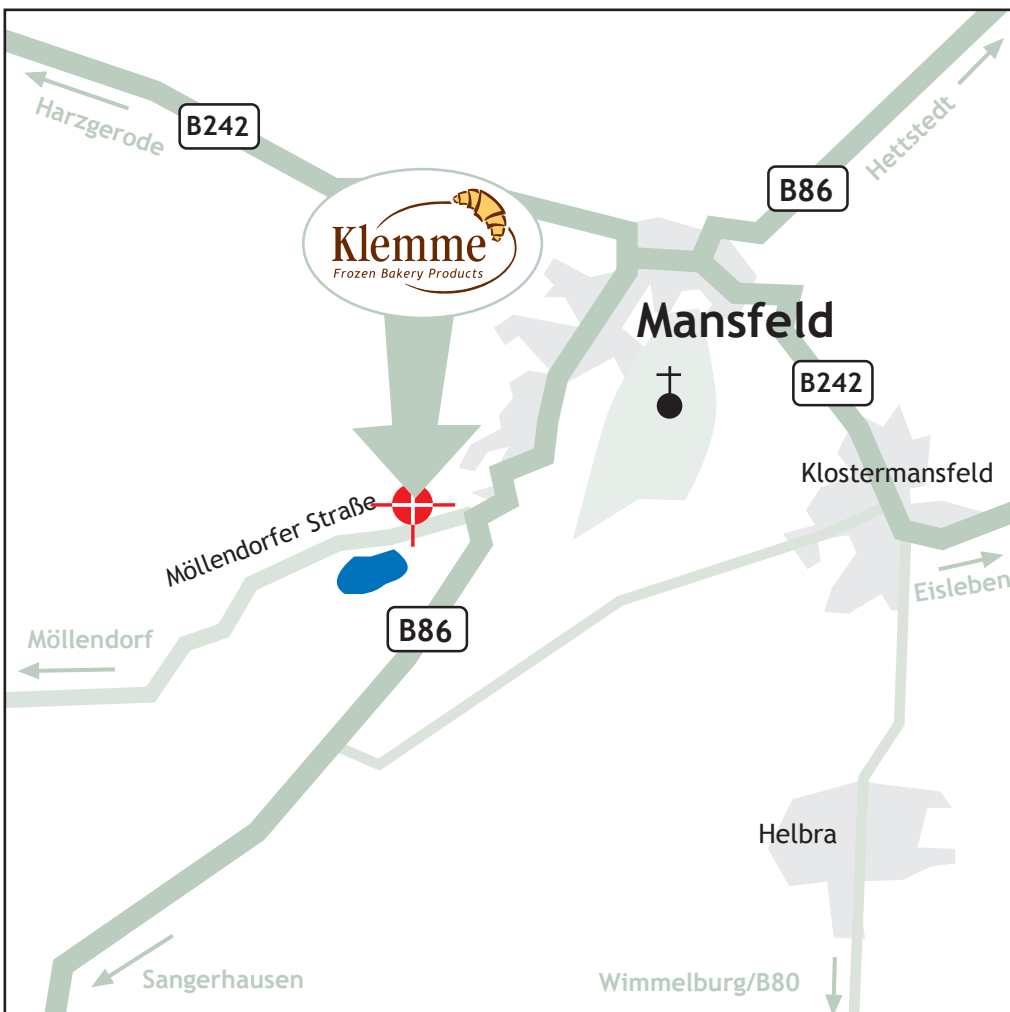 Harzgerode
B242
Hettstedt
B86
Klemme
Frozen Bakery Products
Mansfeld
B242
Klostermansfeld
Möllendorfer Straße
Eisleben
B86
Möllendorf
Helbra
Sangerhausen
Wimmelburg/B80